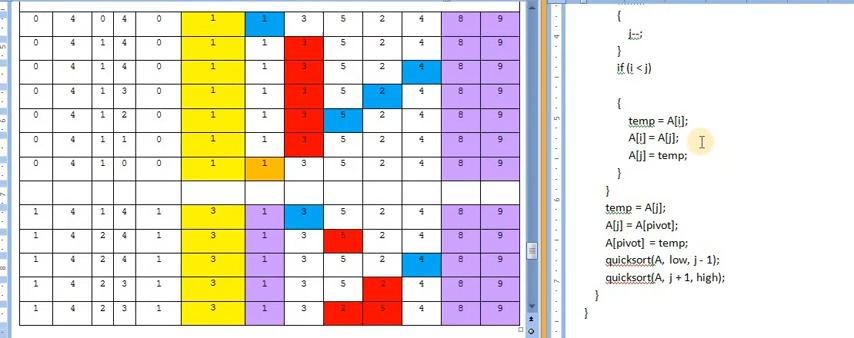 0 4 0 4 0 1 1 3 5 2 4 8 9
0 4 1 4 0 1 1 3 5 2 4 8 9
0 4 1 4 0 1 1 3 5 2 4 8 9
0 4 1 3 0 1 1 3 5 2 4 8 9
0 4 1 2 0 1 1 3 5 2 4 8 9
0 4 1 1 0 1 1 3 5 2 4 8 9
0 4 1 0 0 1 1 3 5 2 4 8 9
1 4 1 4 1 3 1 3 5 2 4 8 9
1 4 2 4 1 3 1 3 5 2 4 8 9
1 4 2 4 1 3 1 3 5 2 4 8 9
1 4 2 3 1 3 1 3 5 2 4 8 9
1 4 2 3 1 3 1 3 2 5 4 8 9
{
j--;
}
if (i < j)
{
temp = A[i];
A[i] = A[j];
A[j] = temp;
}
}
temp = A[j];
A[j] = A[pivot];
A[pivot] = temp;
quicksort(A, low, j - 1);
quicksort(A, j + 1, high);
}
}